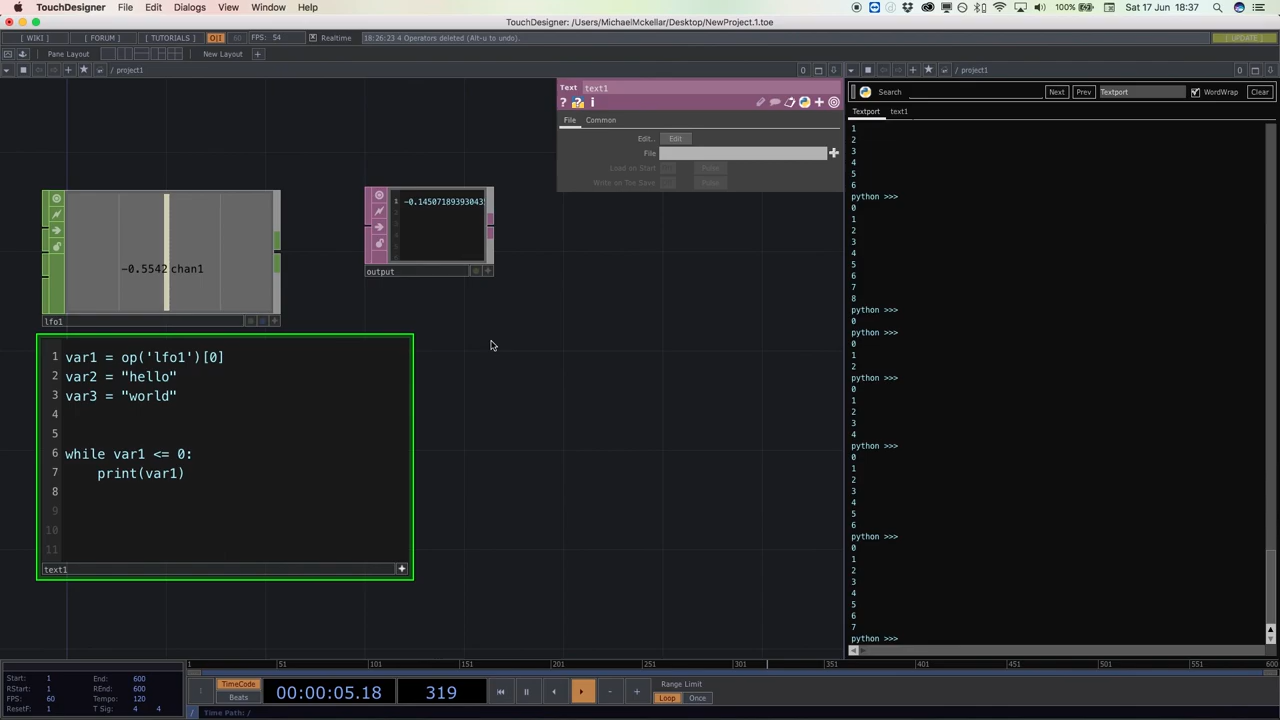 TouchDesigner File Edit Dialogs View Window Help 100% Sat 17 Jun 18:37
TouchDesigner: /Users/MichaelMckellar/Desktop/NewProject.1.toe
[ WIKI ] [ FORUM ] [ TUTORIALS ] O|I 60 FPS: 54 Realtime 18:26:23 4 Operators deleted (Alt-u to undo). [ UPDATE ]
Pane Layout New Layout +
/ project1 0
/ project1 0
Text text1
File Common
Edit.. Edit
File
Load on Start Pulse
Write on Toe Save Pulse
Search Next Prev Textport WordWrap Clear
Textport text1
-0.5542 chan1
lfo1
1 -0.1450718939304
output
1 var1 = op('lfo1')[0]
2 var2 = "hello"
3 var3 = "world"
4
5
6 while var1 <= 0:
7 print(var1)
8
9
10
11
text1
1
2
3
4
5
6
python >>>
0
1
2
3
4
5
6
7
8
python >>>
0
python >>>
0
1
2
python >>>
0
1
2
3
4
python >>>
0
1
2
3
4
5
6
python >>>
0
1
2
3
4
5
6
7
python >>>
1 51 101 151 201 251 301 351 401 451 501 551 600
Start: 1 End: 600
RStart: 1 REnd: 600
FPS: 60 Tempo: 120
ResetF: 1 T Sig: 4 4
TimeCode
Beats
00:00:05.18 319
Range Limit
Loop Once
/ Time Path: /